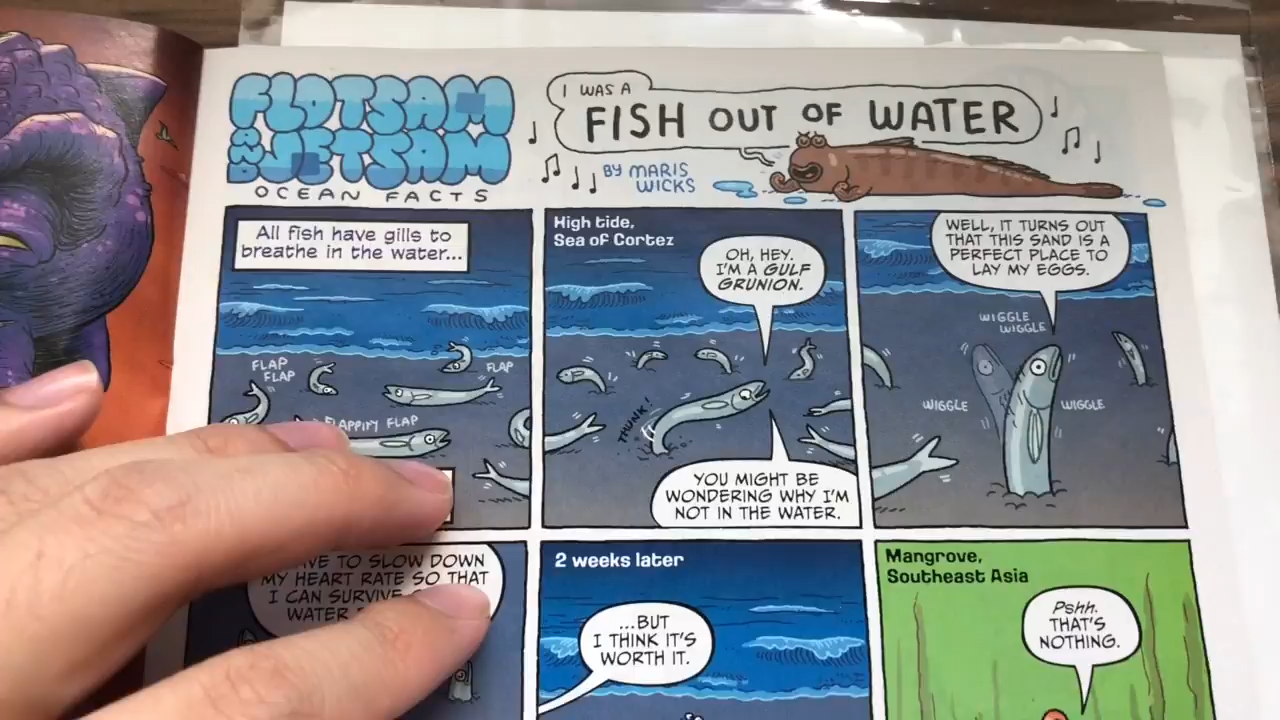 FLOTSAM
AND JETSAM
OCEAN FACTS
I WAS A
FISH OUT OF WATER
BY MARIS
WICKS
All fish have gills to
breathe in the water...
FLAP
FLAP
FLAP
FLAPPITY FLAP
High tide,
Sea of Cortez
OH, HEY.
I'M A GULF
GRUNION.
THUNK!
YOU MIGHT BE
WONDERING WHY I'M
NOT IN THE WATER.
WELL, IT TURNS OUT
THAT THIS SAND IS A
PERFECT PLACE TO
LAY MY EGGS.
WIGGLE
WIGGLE
WIGGLE
WIGGLE
TO SLOW DOWN
MY HEART RATE SO THAT
I CAN SURVIVE
WATER
2 weeks later
...BUT
I THINK IT'S
WORTH IT.
Mangrove,
Southeast Asia
Pshh.
THAT'S
NOTHING.